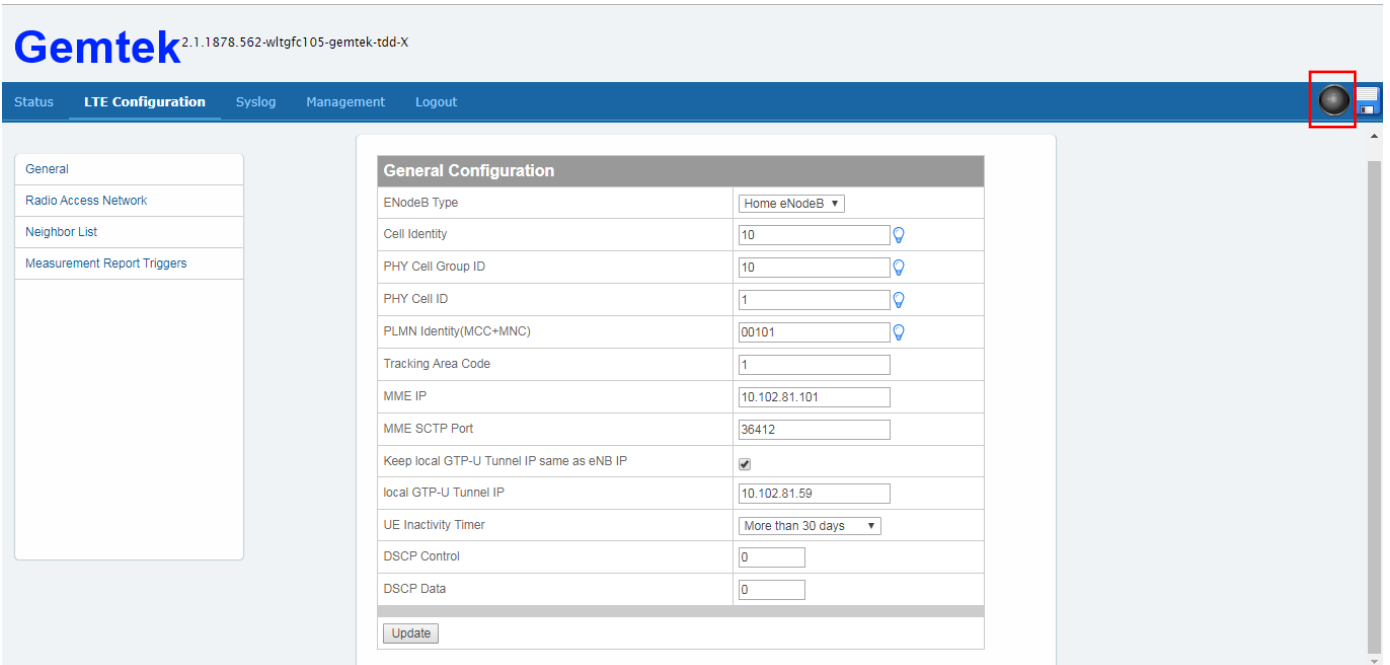 Gemtek 2.1.1878.562-wltgfc105-gemtek-tdd-X
Status LTE Configuration Syslog Management Logout
General
Radio Access Network
Neighbor List
Measurement Report Triggers
General Configuration
ENodeB Type Home eNodeB
Cell Identity 10
PHY Cell Group ID 10
PHY Cell ID 1
PLMN Identity(MCC+MNC) 00101
Tracking Area Code 1
MME IP 10.102.81.101
MME SCTP Port 36412
Keep local GTP-U Tunnel IP same as eNB IP
local GTP-U Tunnel IP 10.102.81.59
UE Inactivity Timer More than 30 days
DSCP Control 0
DSCP Data 0
Update